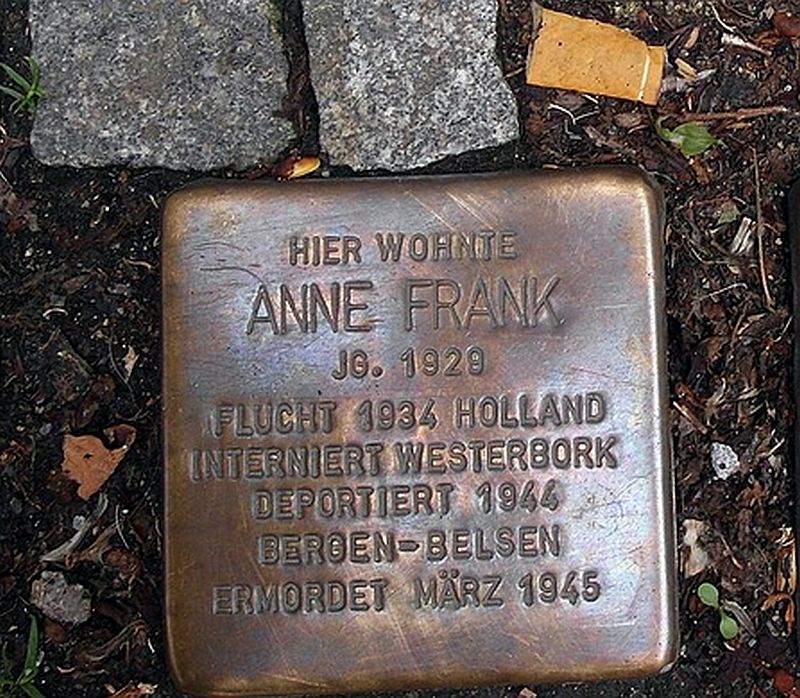 HIER WOHNTE
ANNE FRANK
JG. 1929
FLUCHT 1934 HOLLAND
INTERNIERT WESTERBORK
DEPORTIERT 1944
BERGEN-BELSEN
ERMORDET MÄRZ 1945